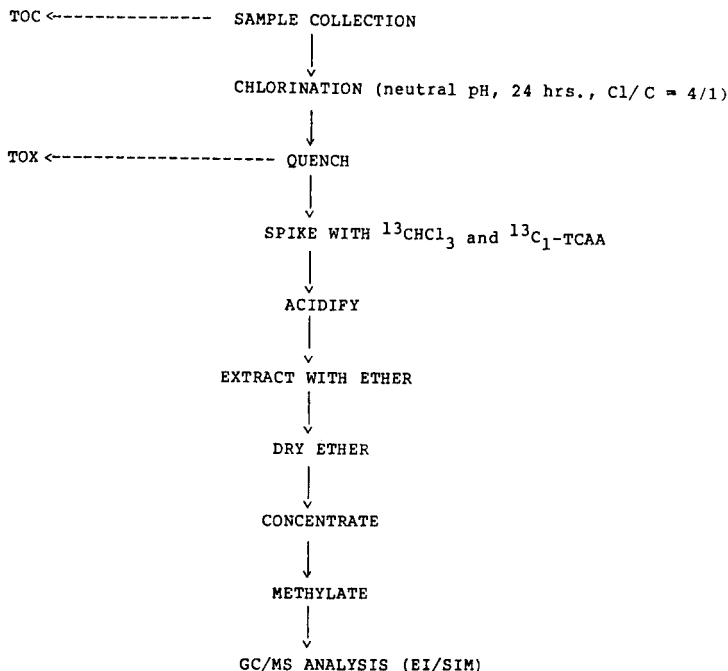 TOC <---------------- SAMPLE COLLECTION
CHLORINATION (neutral pH, 24 hrs., Cl/C = 4/1)
TOX <---------------------- QUENCH
SPIKE WITH ¹³CHCl₃ and ¹³C₁-TCAA
ACIDIFY
EXTRACT WITH ETHER
DRY ETHER
CONCENTRATE
METHYLATE
GC/MS ANALYSIS (EI/SIM)